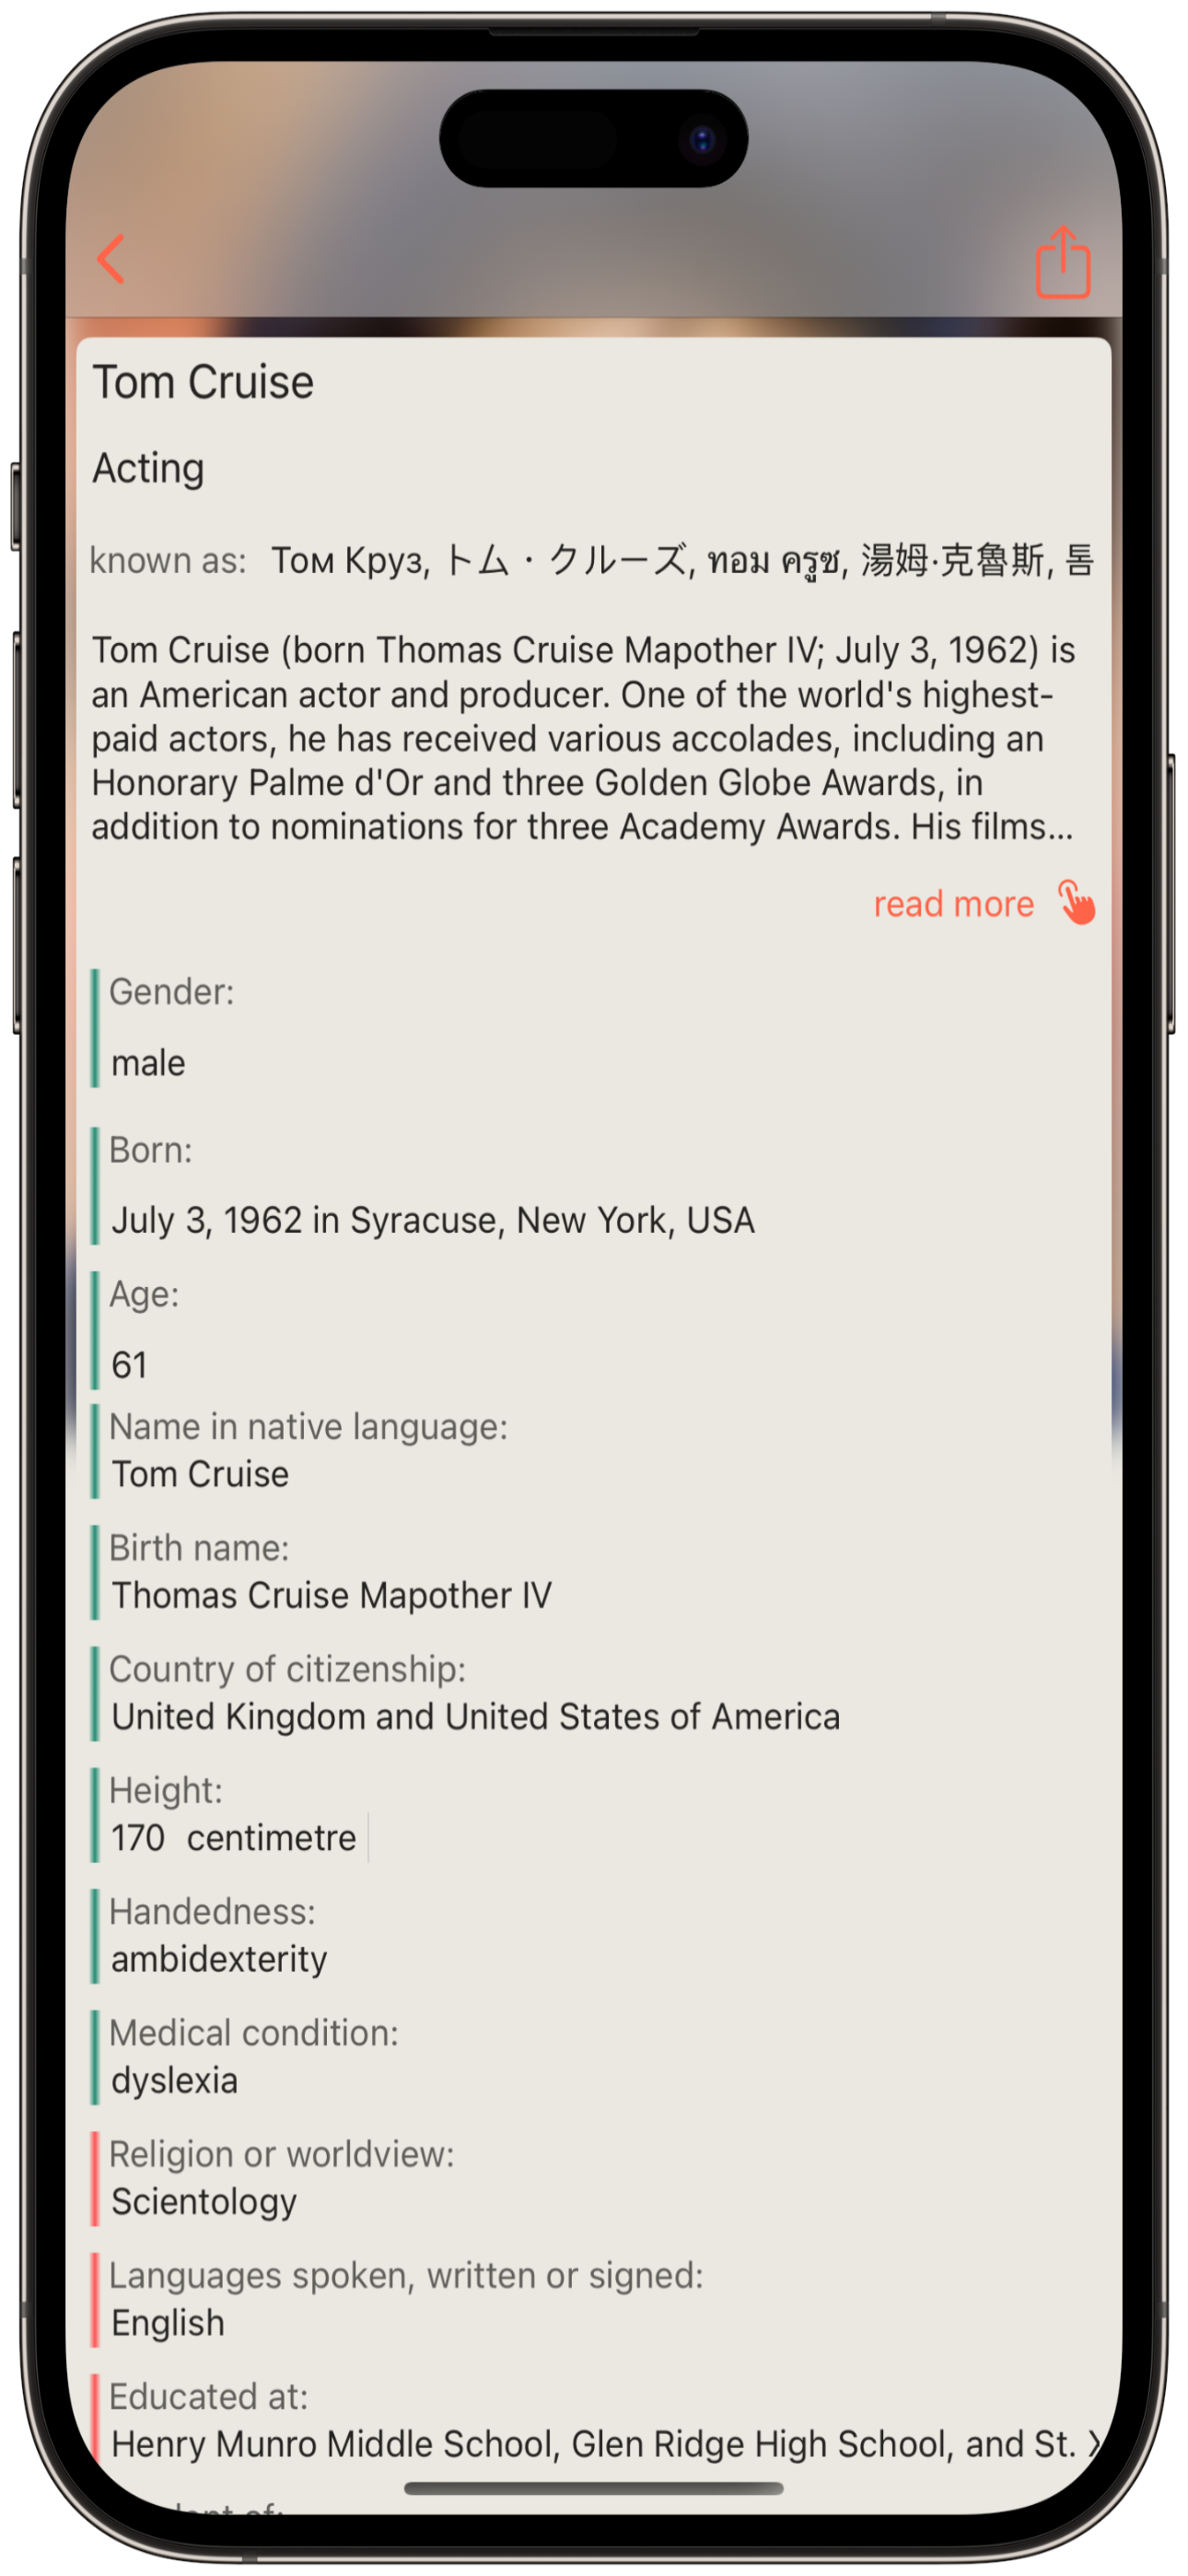 Tom Cruise
Acting
known as: Том Круз, トム・クルーズ, ทอม ครูซ, 湯姆·克魯斯, 톰
Tom Cruise (born Thomas Cruise Mapother IV; July 3, 1962) is
an American actor and producer. One of the world's highest-
paid actors, he has received various accolades, including an
Honorary Palme d'Or and three Golden Globe Awards, in
addition to nominations for three Academy Awards. His films...
read more
Gender:
male
Born:
July 3, 1962 in Syracuse, New York, USA
Age:
61
Name in native language:
Tom Cruise
Birth name:
Thomas Cruise Mapother IV
Country of citizenship:
United Kingdom and United States of America
Height:
170 centimetre
Handedness:
ambidexterity
Medical condition:
dyslexia
Religion or worldview:
Scientology
Languages spoken, written or signed:
English
Educated at:
Henry Munro Middle School, Glen Ridge High School, and St.
of: